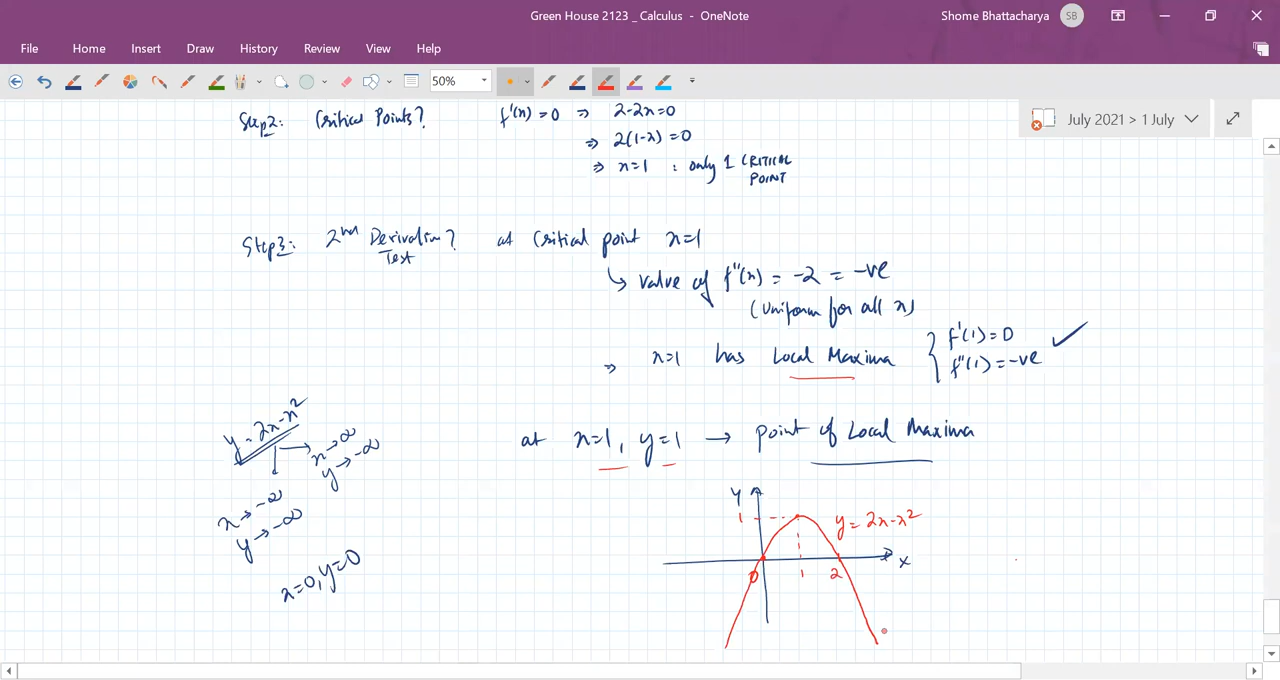 Green House 2123 _ Calculus - OneNote
Shome Bhattacharya SB
File Home Insert Draw History Review View Help
50%
July 2021 > 1 July
Step2: Critical Points? f'(x) = 0 ⇒ 2-2x=0
⇒ 2(1-x) = 0
⇒ x=1 : only 1 CRITICAL POINT
Step3: 2nd Derivative Test? at critical point x=1
↳ value of f"(x) = -2 = -ve
(Uniform for all x)
⇒ x=1 has Local Maxima { f'(1) = 0
f"(1) = -ve ✓
at x=1, y=1 → point of Local Maxima
y = 2x-x²
x → ∞
y → -∞
x → -∞
y → -∞
x=0, y=0
y
1
y = 2x-x²
0 1 2 x